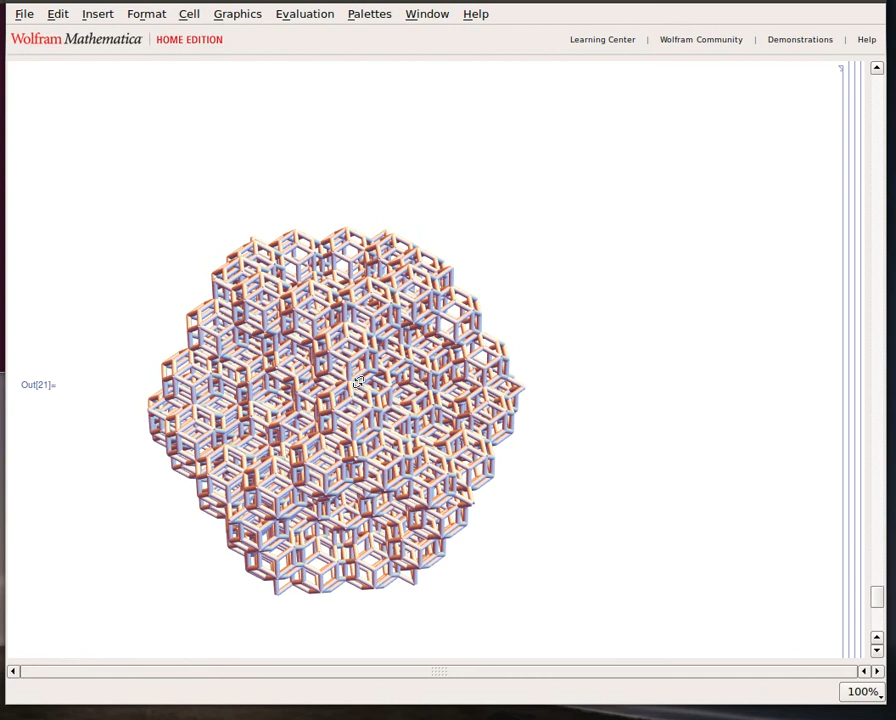 File Edit Insert Format Cell Graphics Evaluation Palettes Window Help
Wolfram Mathematica | HOME EDITION Learning Center | Wolfram Community | Demonstrations | Help
Out[21]=
100%